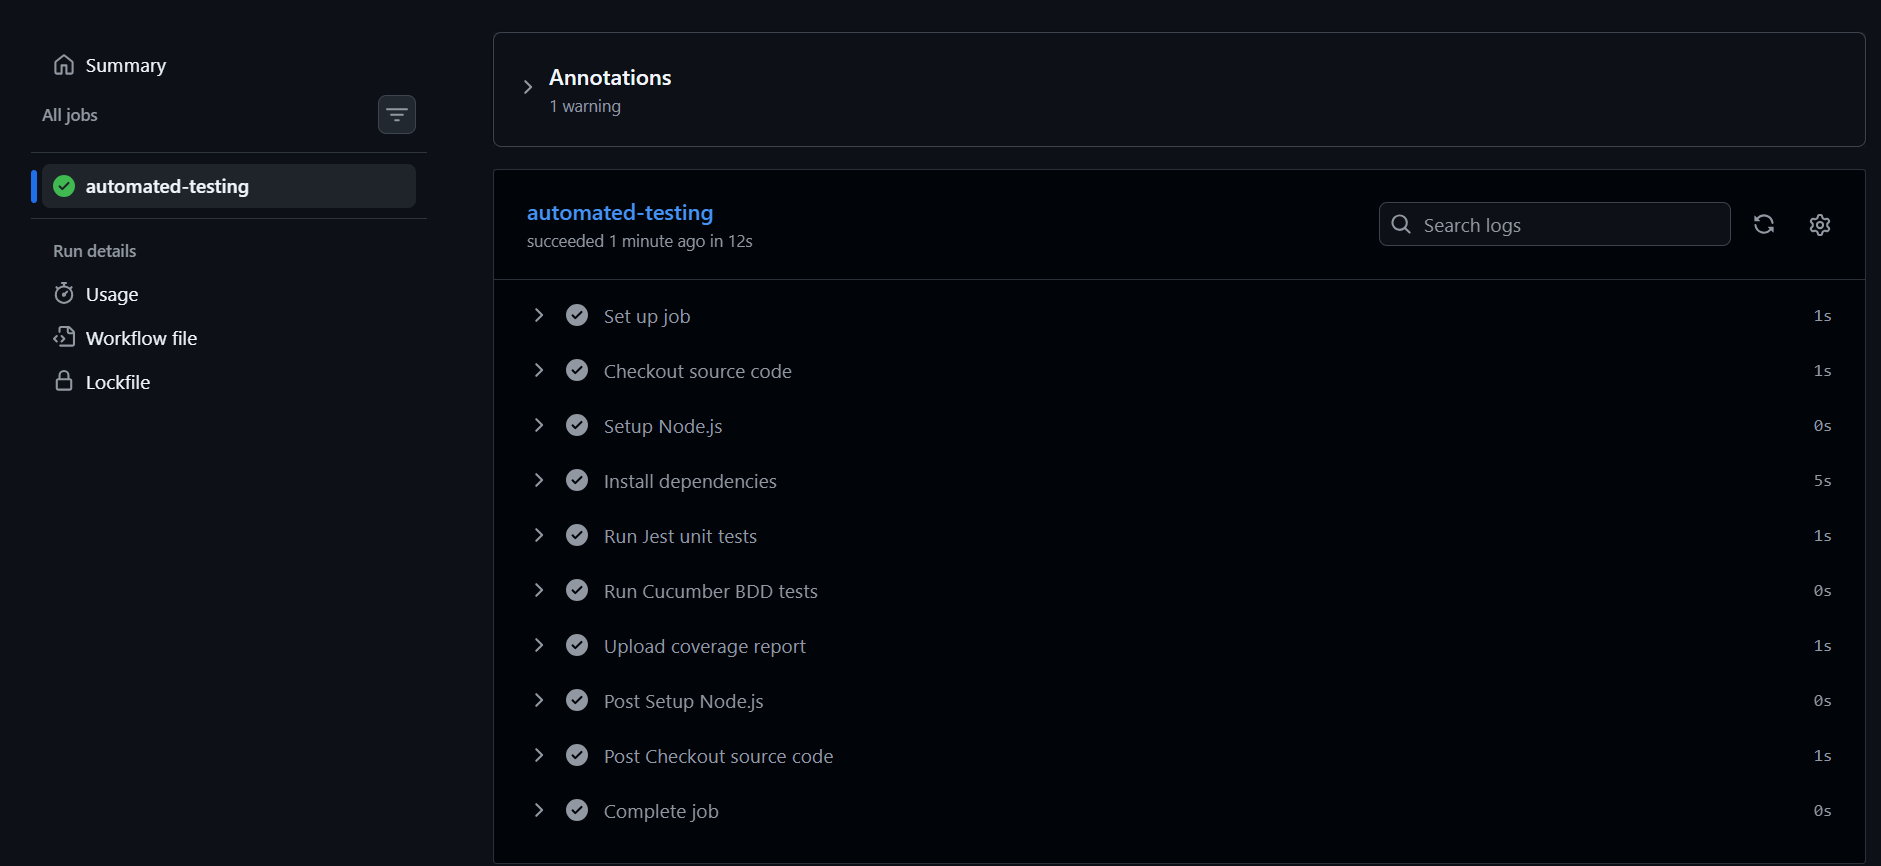 Summary
All jobs
automated-testing
Run details
Usage
Workflow file
Lockfile
Annotations
1 warning
automated-testing
succeeded 1 minute ago in 12s
Search logs
Set up job 1s
Checkout source code 1s
Setup Node.js 0s
Install dependencies 5s
Run Jest unit tests 1s
Run Cucumber BDD tests 0s
Upload coverage report 1s
Post Setup Node.js 0s
Post Checkout source code 1s
Complete job 0s